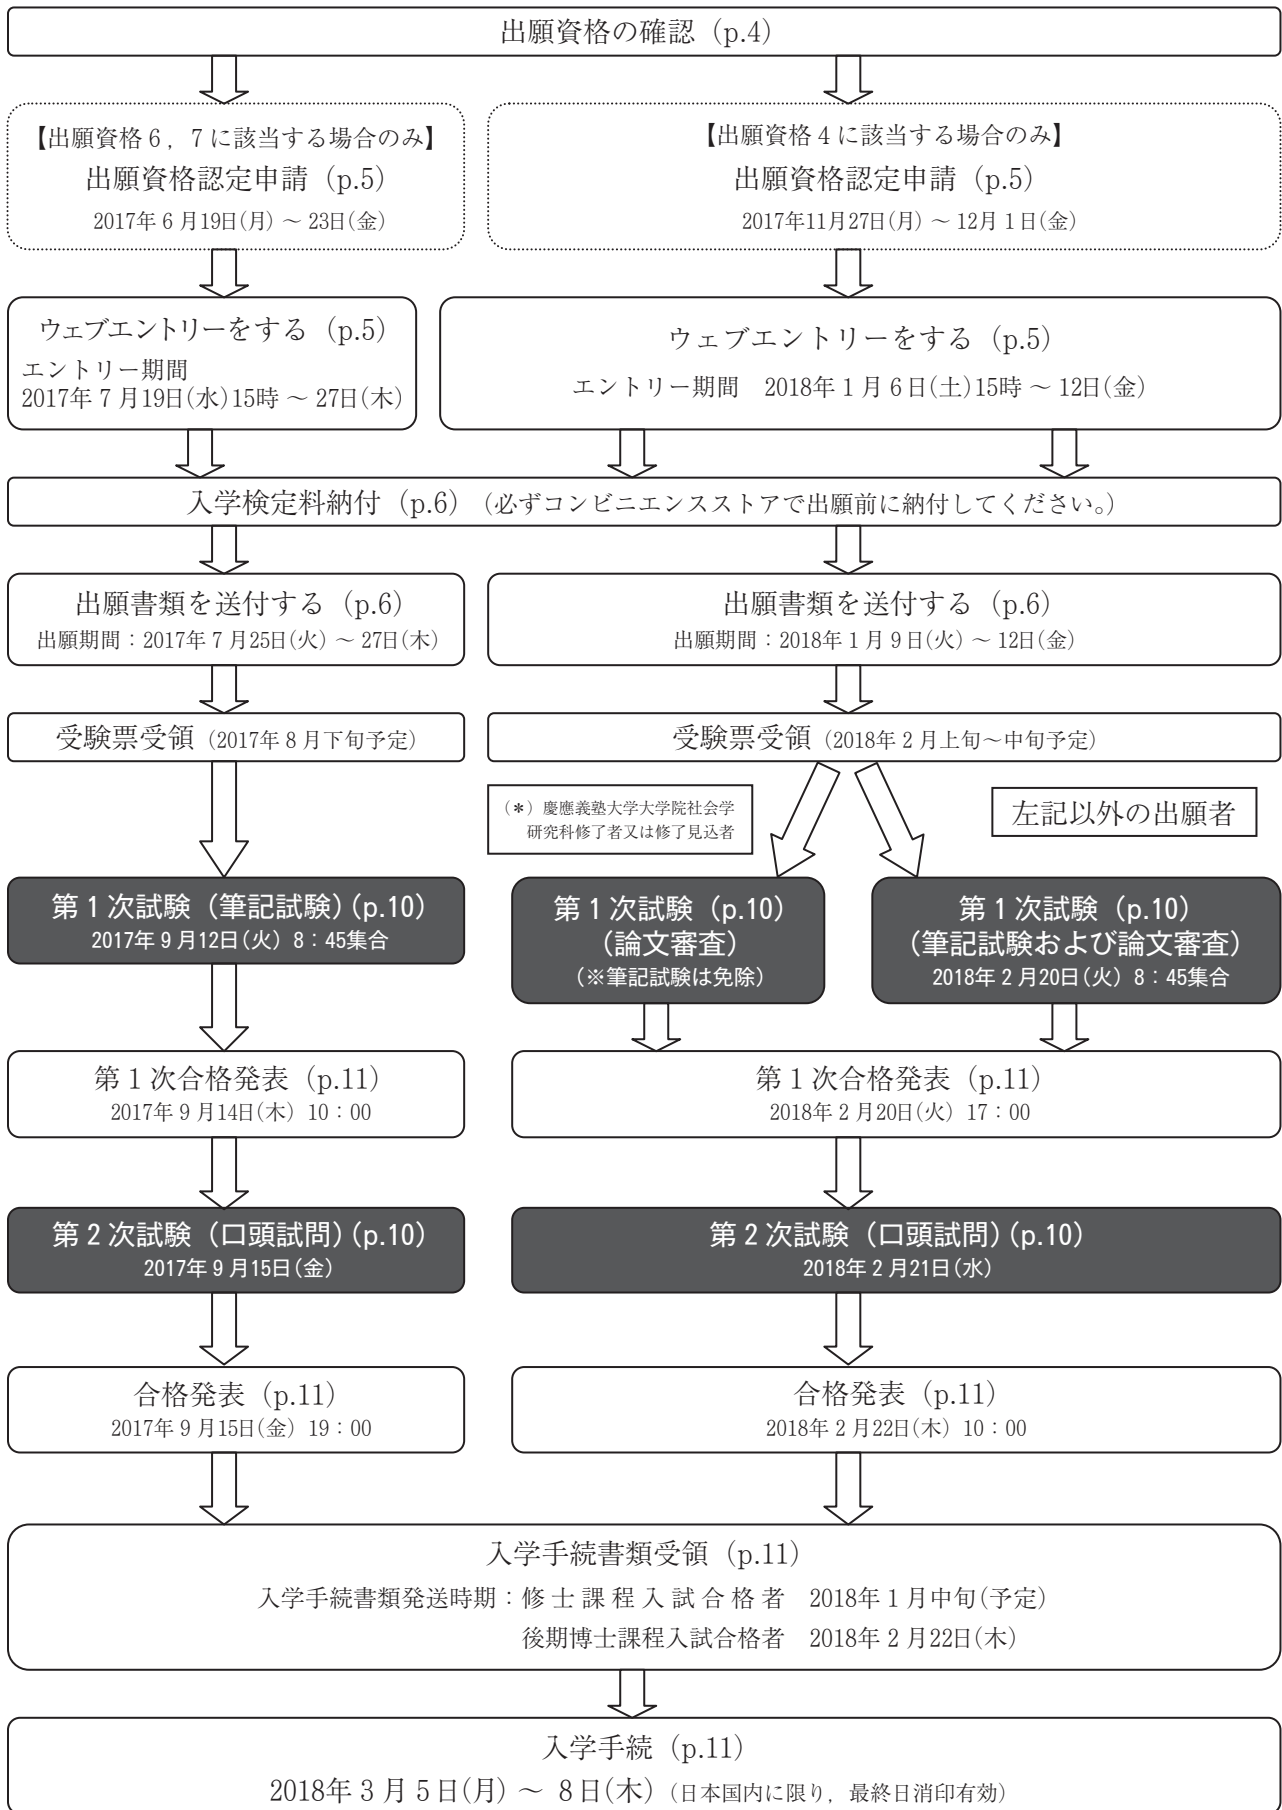 出願資格の確認（p.4）
【出願資格６，７に該当する場合のみ】
出願資格認定申請（p.5）
2017年６月19日(月) ～ 23日(金)
【出願資格４に該当する場合のみ】
出願資格認定申請（p.5）
2017年11月27日(月) ～ 12月１日(金)
ウェブエントリーをする（p.5）
エントリー期間
2017年７月19日(水)15時 ～ 27日(木)
ウェブエントリーをする（p.5）
エントリー期間　2018年１月６日(土)15時 ～ 12日(金)
入学検定料納付（p.6）（必ずコンビニエンスストアで出願前に納付してください。）
出願書類を送付する（p.6）
出願期間：2017年７月25日(火) ～ 27日(木)
出願書類を送付する（p.6）
出願期間：2018年１月９日(火) ～ 12日(金)
受験票受領（2017年８月下旬予定）
受験票受領（2018年２月上旬～中旬予定）
（＊）慶應義塾大学大学院社会学
研究科修了者又は修了見込者
左記以外の出願者
第１次試験（筆記試験）(p.10)
2017年９月12日(火) 8：45集合
第１次試験（p.10）
（論文審査）
（※筆記試験は免除）
第１次試験（p.10）
（筆記試験および論文審査）
2018年２月20日(火) 8：45集合
第１次合格発表（p.11）
2017年９月14日(木) 10：00
第１次合格発表（p.11）
2018年２月20日(火) 17：00
第２次試験（口頭試問）(p.10)
2017年９月15日(金)
第２次試験（口頭試問）(p.10)
2018年２月21日(水)
合格発表（p.11）
2017年９月15日(金) 19：00
合格発表（p.11）
2018年２月22日(木) 10：00
入学手続書類受領（p.11）
入学手続書類発送時期：修士課程入試合格者　2018年１月中旬(予定)
後期博士課程入試合格者　2018年２月22日(木)
入学手続（p.11）
2018年３月５日(月) ～ ８日(木)（日本国内に限り，最終日消印有効）